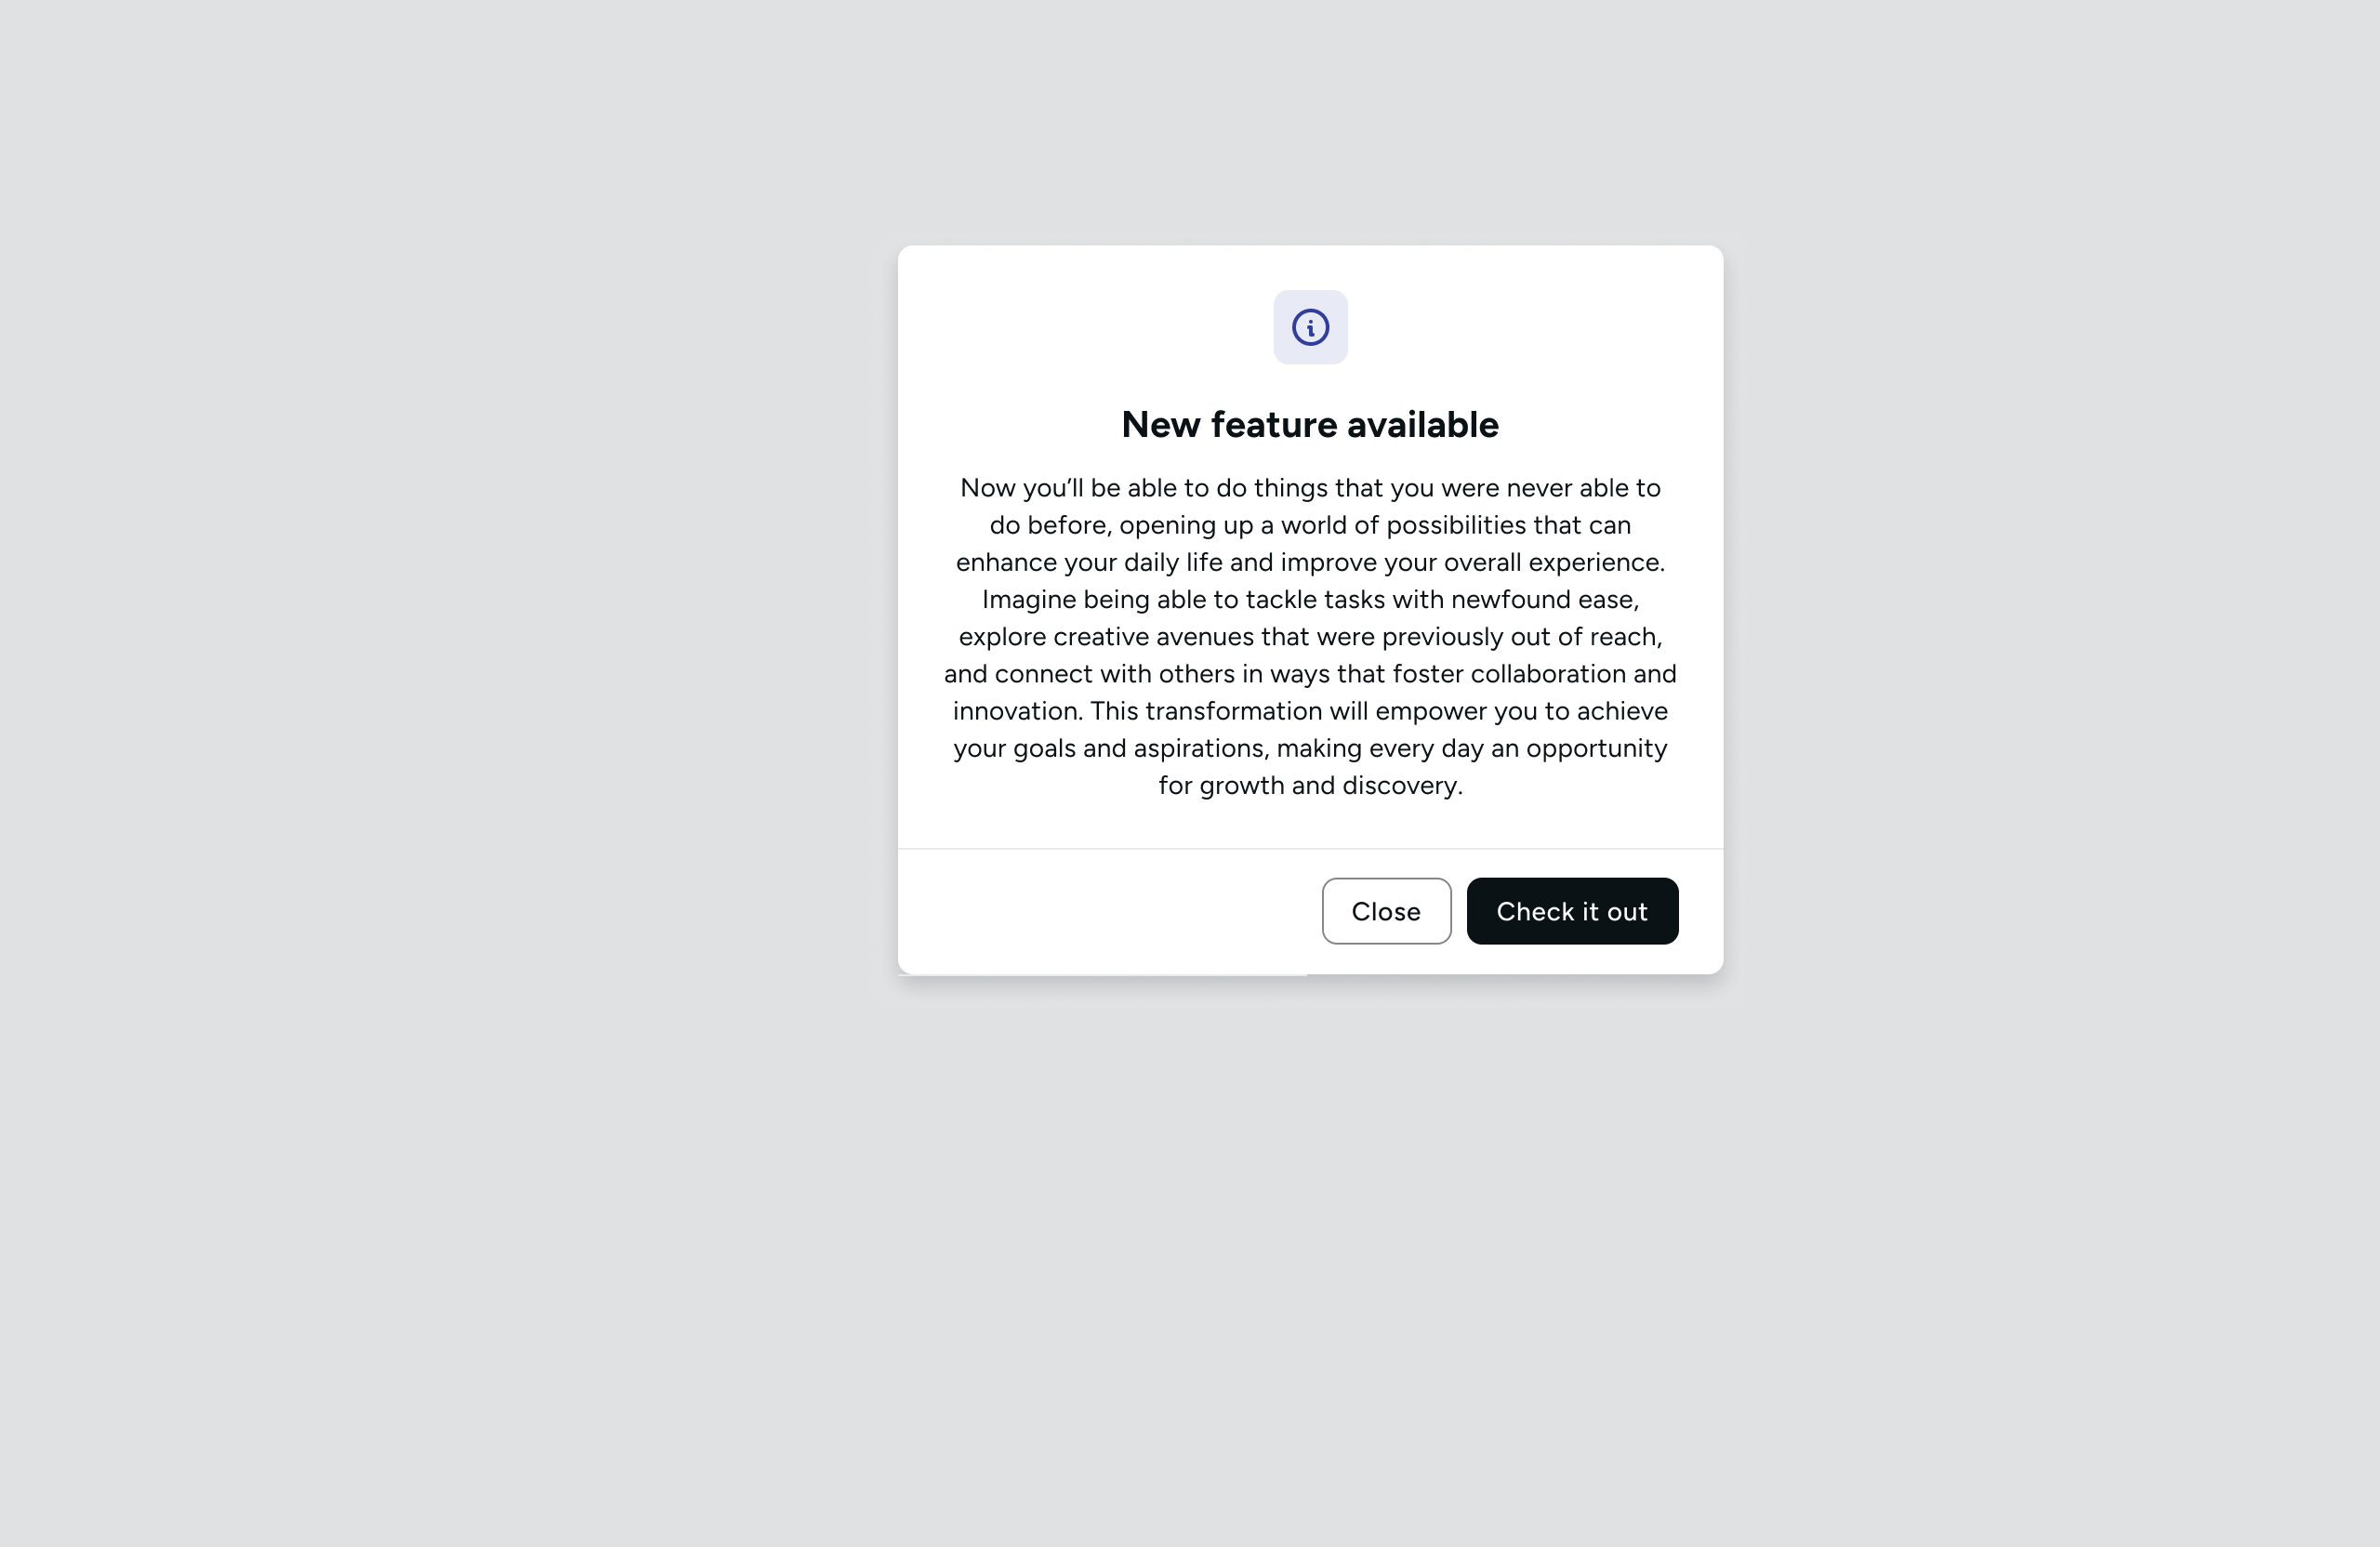 New feature available
Now you’ll be able to do things that you were never able to
do before, opening up a world of possibilities that can
enhance your daily life and improve your overall experience.
Imagine being able to tackle tasks with newfound ease,
explore creative avenues that were previously out of reach,
and connect with others in ways that foster collaboration and
innovation. This transformation will empower you to achieve
your goals and aspirations, making every day an opportunity
for growth and discovery.
Close
Check it out